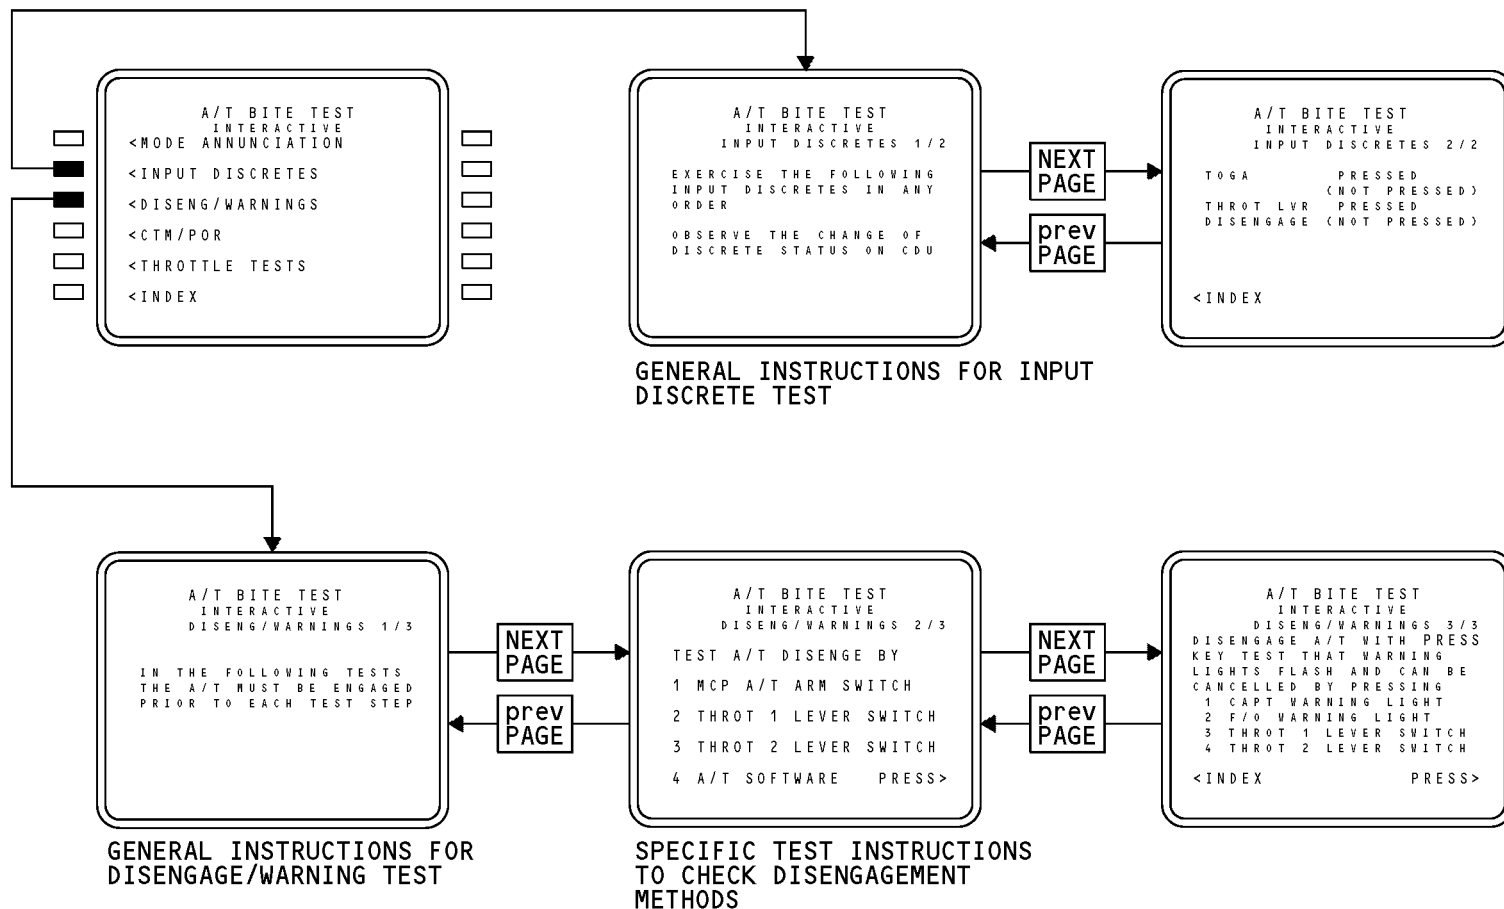 A/T BITE TEST
INTERACTIVE
<MODE ANNUNCIATION
<INPUT DISCRETES
<DISENG/WARNINGS
<CTM/POR
<THROTTLE TESTS
<INDEX
A/T BITE TEST
INTERACTIVE
INPUT DISCRETES 1/2
EXERCISE THE FOLLOWING
INPUT DISCRETES IN ANY
ORDER
OBSERVE THE CHANGE OF
DISCRETE STATUS ON CDU
GENERAL INSTRUCTIONS FOR INPUT
DISCRETE TEST
NEXT
PAGE
prev
PAGE
A/T BITE TEST
INTERACTIVE
INPUT DISCRETES 2/2
TOGA PRESSED
(NOT PRESSED)
THROT LVR PRESSED
DISENGAGE (NOT PRESSED)
<INDEX
A/T BITE TEST
INTERACTIVE
DISENG/WARNINGS 1/3
IN THE FOLLOWING TESTS
THE A/T MUST BE ENGAGED
PRIOR TO EACH TEST STEP
GENERAL INSTRUCTIONS FOR
DISENGAGE/WARNING TEST
NEXT
PAGE
prev
PAGE
A/T BITE TEST
INTERACTIVE
DISENG/WARNINGS 2/3
TEST A/T DISENGE BY
1 MCP A/T ARM SWITCH
2 THROT 1 LEVER SWITCH
3 THROT 2 LEVER SWITCH
4 A/T SOFTWARE PRESS>
SPECIFIC TEST INSTRUCTIONS
TO CHECK DISENGAGEMENT
METHODS
NEXT
PAGE
prev
PAGE
A/T BITE TEST
INTERACTIVE
DISENG/WARNINGS 3/3
DISENGAGE A/T WITH PRESS
KEY TEST THAT WARNING
LIGHTS FLASH AND CAN BE
CANCELLED BY PRESSING
1 CAPT WARNING LIGHT
2 F/O WARNING LIGHT
3 THROT 1 LEVER SWITCH
4 THROT 2 LEVER SWITCH
<INDEX PRESS>